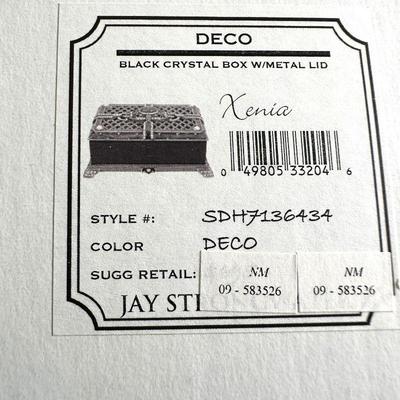 DECO
BLACK CRYSTAL BOX W/METAL LID
Xenia
0 49805 33204 6
STYLE #: SDH7136434
COLOR DECO
SUGG RETAIL:
NM NM
09 - 583526 09 - 583526
JAY